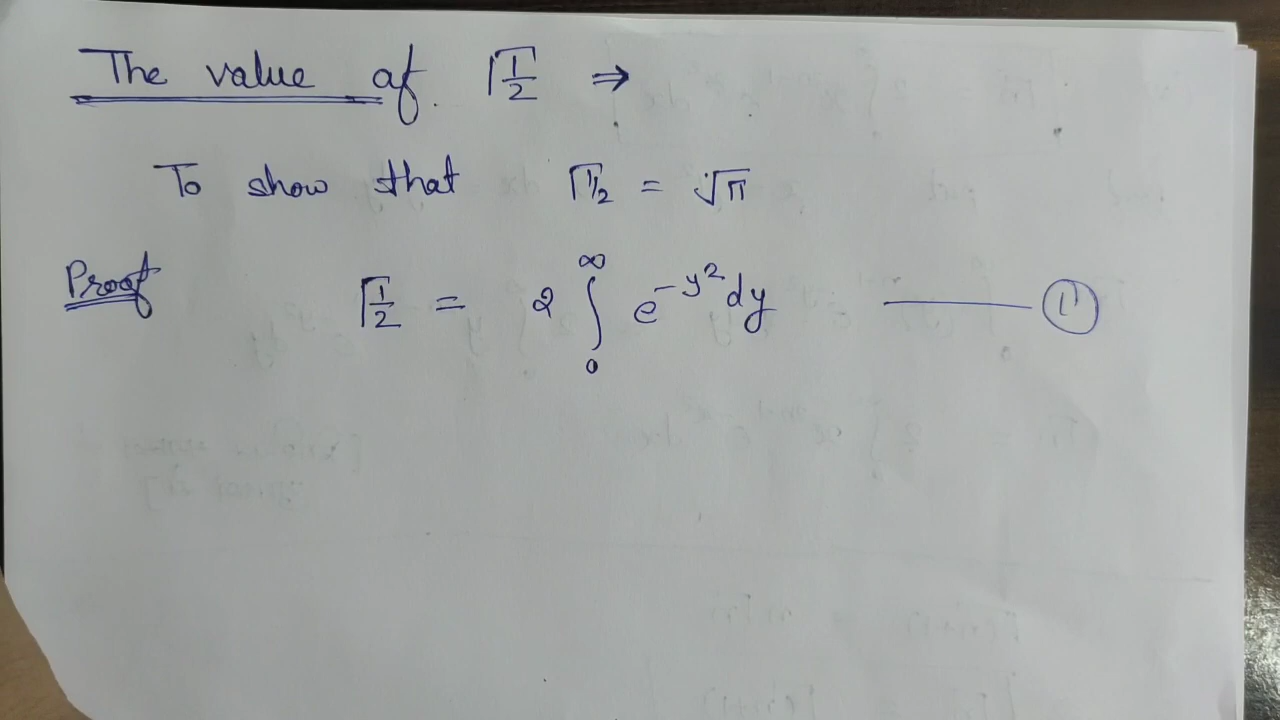 The value of Γ1/2 ⇒
To show that Γ1/2 = √π
Proof Γ1/2 = 2 ∫₀^∞ e^{-y²} dy —— ①